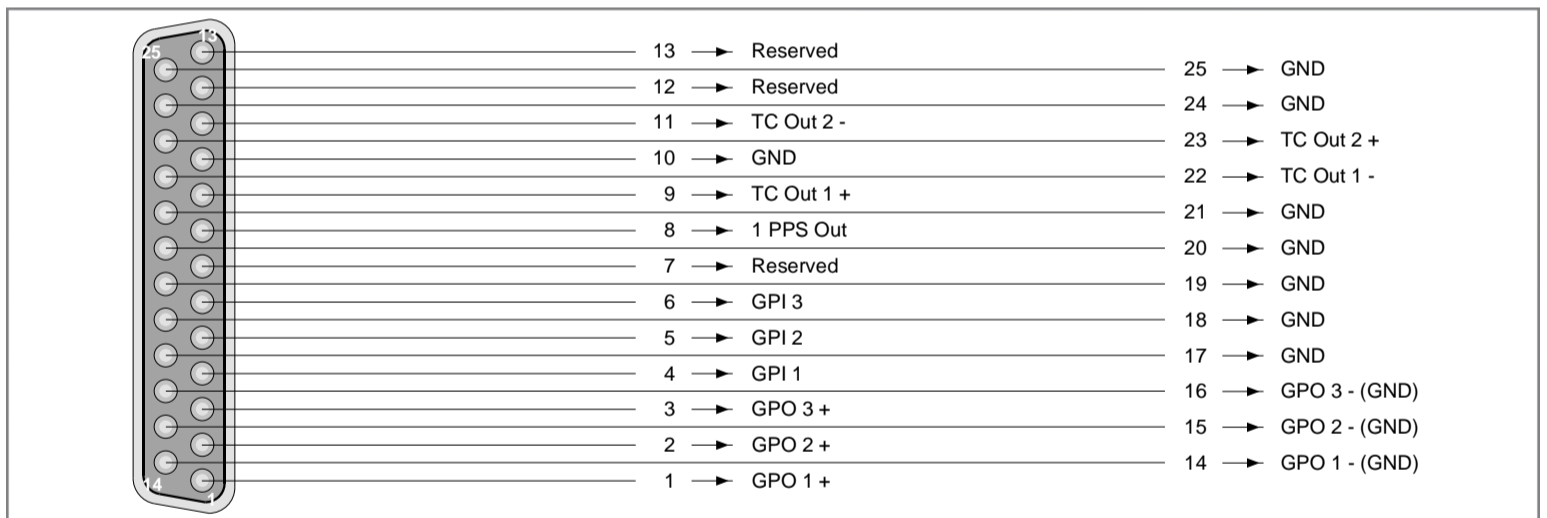 13
25
13 Reserved
25 GND
12 Reserved
24 GND
11 TC Out 2 -
23 TC Out 2 +
10 GND
22 TC Out 1 -
9 TC Out 1 +
21 GND
8 1 PPS Out
20 GND
7 Reserved
19 GND
6 GPI 3
18 GND
5 GPI 2
17 GND
4 GPI 1
16 GPO 3 - (GND)
3 GPO 3 +
15 GPO 2 - (GND)
2 GPO 2 +
14 GPO 1 - (GND)
1 GPO 1 +
14
1